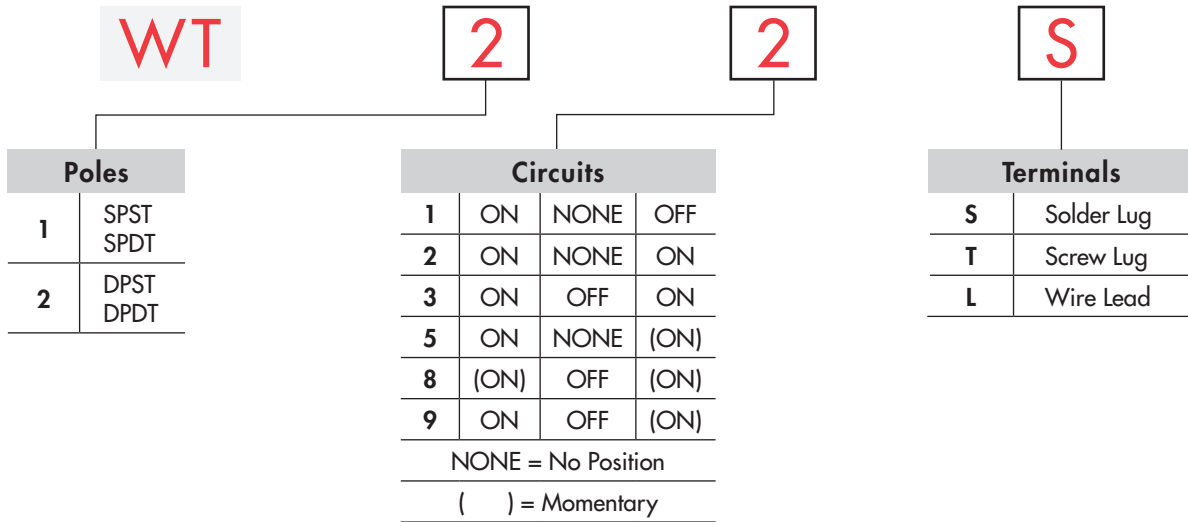 WT 2 2 S
Poles
1 SPST
SPDT
2 DPST
DPDT
Circuits
1 ON NONE OFF
2 ON NONE ON
3 ON OFF ON
5 ON NONE (ON)
8 (ON) OFF (ON)
9 ON OFF (ON)
NONE = No Position
( ) = Momentary
Terminals
S Solder Lug
T Screw Lug
L Wire Lead